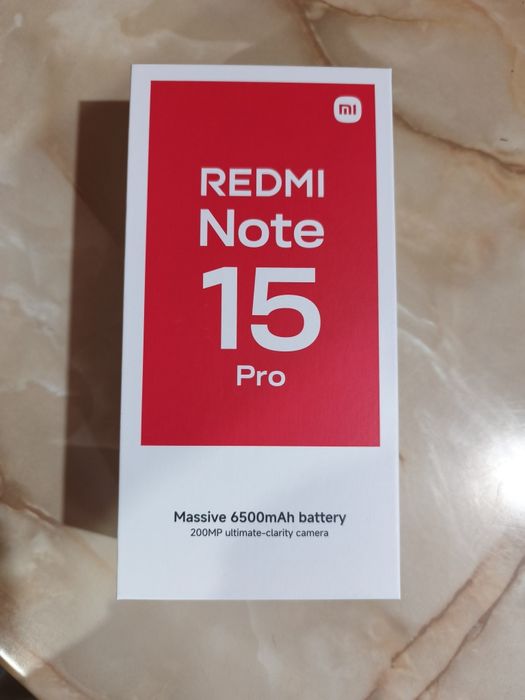 mi
REDMI
Note
15
Pro
Massive 6500mAh battery
200MP ultimate-clarity camera